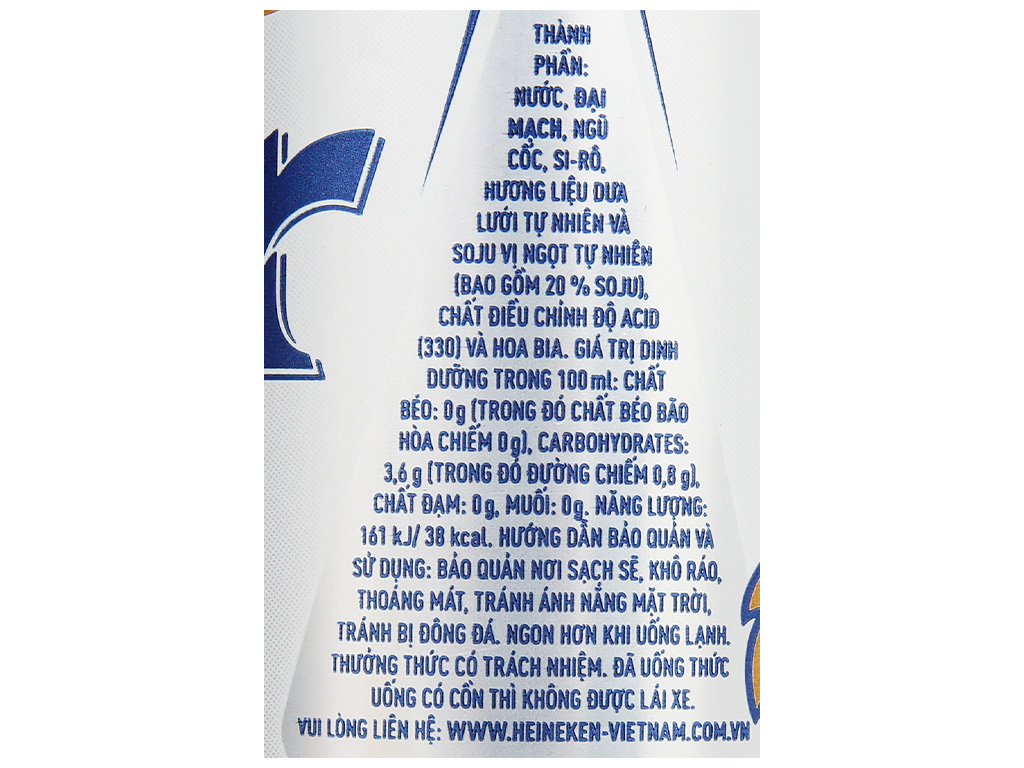 THÀNH
PHẦN:
NƯỚC, ĐẠI
MẠCH, NGŨ
CỐC, SI-RÔ,
HƯƠNG LIỆU DƯA
LƯỚI TỰ NHIÊN VÀ
SOJU VỊ NGỌT TỰ NHIÊN
(BAO GỒM 20 % SOJU),
CHẤT ĐIỀU CHỈNH ĐỘ ACID
(330) VÀ HOA BIA. GIÁ TRỊ DINH
DƯỠNG TRONG 100 ml: CHẤT
BÉO: 0 g (TRONG ĐÓ CHẤT BÉO BÃO
HÒA CHIẾM 0 g), CARBOHYDRATES:
3,6 g (TRONG ĐÓ ĐƯỜNG CHIẾM 0,8 g),
CHẤT ĐẠM: 0 g, MUỐI: 0 g. NĂNG LƯỢNG:
161 kJ/ 38 kcal. HƯỚNG DẪN BẢO QUẢN VÀ
SỬ DỤNG: BẢO QUẢN NƠI SẠCH SẼ, KHÔ RÁO,
THOÁNG MÁT, TRÁNH ÁNH NẮNG MẶT TRỜI,
TRÁNH BỊ ĐÔNG ĐÁ. NGON HƠN KHI UỐNG LẠNH.
THƯỞNG THỨC CÓ TRÁCH NHIỆM. ĐÃ UỐNG THỨC
UỐNG CÓ CỒN THÌ KHÔNG ĐƯỢC LÁI XE.
VUI LÒNG LIÊN HỆ: WWW.HEINEKEN-VIETNAM.COM.VN
r